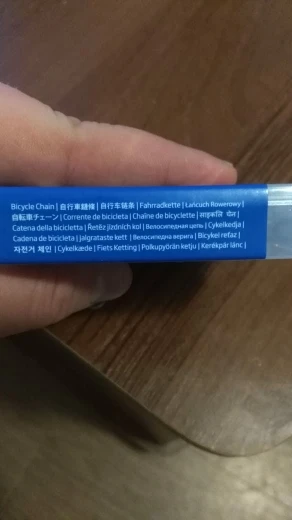 Bicycle Chain | 自行車鏈條 | 自行车链条 | Fahrradkette | Łańcuch rowerowy |
自転車チェーン | Corrente de bicicleta | Chaîne de bicyclette | साइकलि चेन |
Catena della bicicletta | Řetěz jízdních kol | Велосипедная цепь | Cykelkedja |
Cadena de bicicleta | jalgrataste kett | Велосипедна верига | Bicykel reťaz |
자전거 체인 | Cykelkæde | Fiets Ketting | Polkupyörän ketju | Kerékpár lánc |